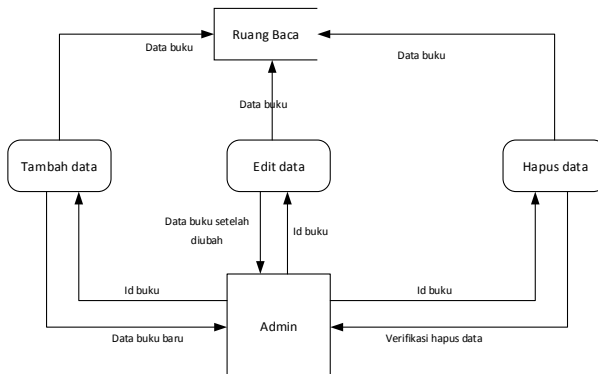 Ruang Baca
Data buku
Data buku
Data buku
Tambah data
Edit data
Hapus data
Data buku setelah
diubah
Id buku
Id buku
Id buku
Admin
Data buku baru
Verifikasi hapus data